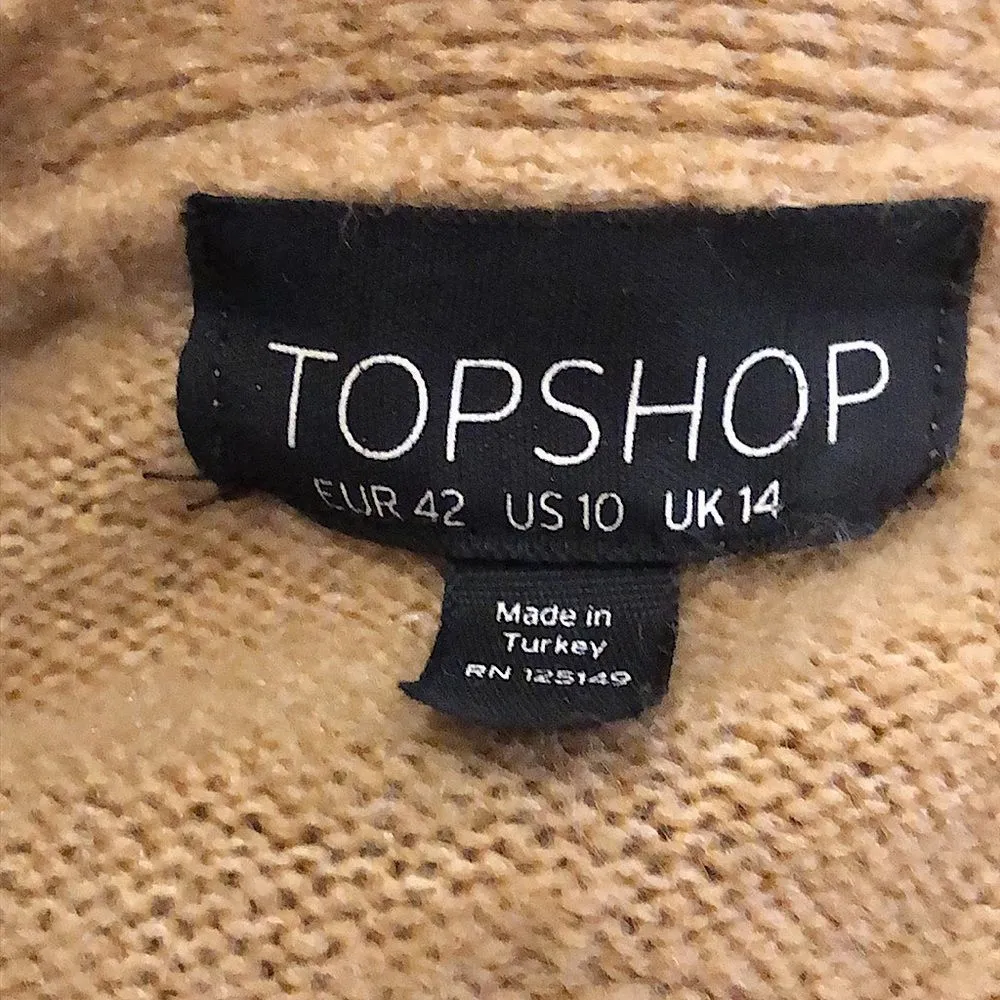 TOPSHOP
EUR 42 US 10 UK 14
Made in
Turkey
RN 125149